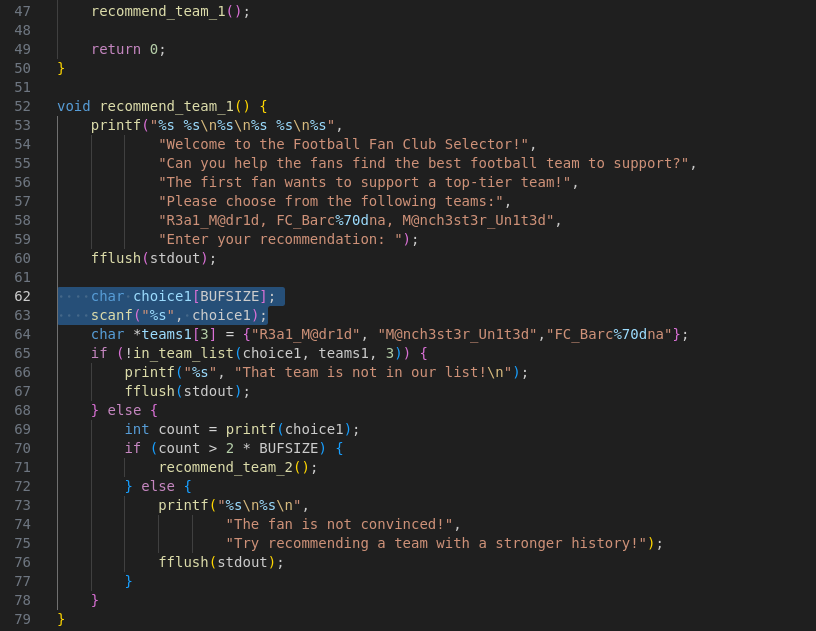 47 recommend_team_1();
48
49 return 0;
50 }
51
52 void recommend_team_1() {
53 printf("%s %s\n%s\n%s %s\n%s",
54 "Welcome to the Football Fan Club Selector!",
55 "Can you help the fans find the best football team to support?",
56 "The first fan wants to support a top-tier team!",
57 "Please choose from the following teams:",
58 "R3a1_M@dr1d, FC_Barc%70dna, M@nch3st3r_Un1t3d",
59 "Enter your recommendation: ");
60 fflush(stdout);
61
62 ····char·choice1[BUFSIZE];
63 ····scanf("%s",·choice1);
64 char *teams1[3] = {"R3a1_M@dr1d", "M@nch3st3r_Un1t3d","FC_Barc%70dna"};
65 if (!in_team_list(choice1, teams1, 3)) {
66 printf("%s", "That team is not in our list!\n");
67 fflush(stdout);
68 } else {
69 int count = printf(choice1);
70 if (count > 2 * BUFSIZE) {
71 recommend_team_2();
72 } else {
73 printf("%s\n%s\n",
74 "The fan is not convinced!",
75 "Try recommending a team with a stronger history!");
76 fflush(stdout);
77 }
78 }
79 }